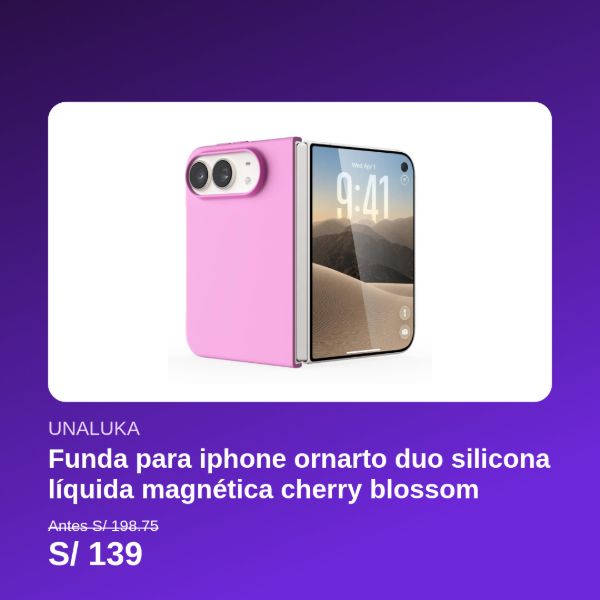 Wed Apr 1
9:41
UNALUKA
Funda para iphone ornarto duo silicona
líquida magnética cherry blossom
Antes S/ 198.75
S/ 139